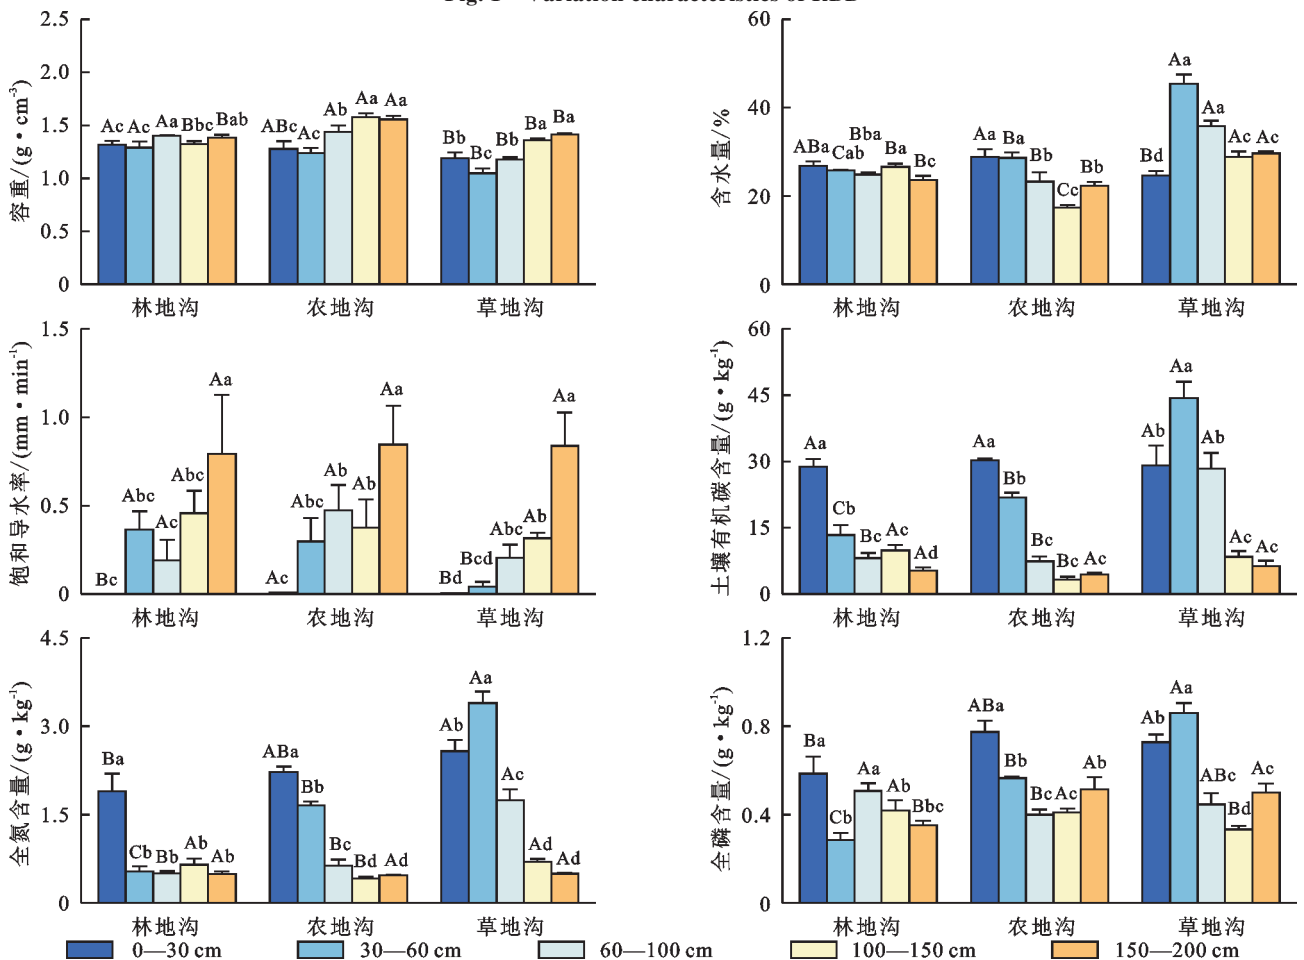 2.5
2.0
1.5
1.0
0.5
0
容重/(g·cm⁻³)
Ac Ac Aa Bbc Bab
ABc Ac Ab Aa Aa
Bb Bc Bb Ba Ba
林地沟 农地沟 草地沟
60
40
20
0
含水量/%
ABa Cab Bba Ba Bc
Aa Ba Bb Cc Bb
Bd Aa Aa Ac Ac
林地沟 农地沟 草地沟
1.5
1.0
0.5
0
饱和导水率/(mm·min⁻¹)
Bc Abc Ac Abc Aa
Ac Abc Ab Ab Aa
Bd Bcd Abc Ab Aa
林地沟 农地沟 草地沟
60
45
30
15
0
土壤有机碳含量/(g·kg⁻¹)
Aa Cb Bc Ac Ad
Aa Bb Bc Bc Ac
Ab Aa Ab Ac Ac
林地沟 农地沟 草地沟
4.5
3.0
1.5
0
全氮含量/(g·kg⁻¹)
Ba Cb Bb Ab Ab
ABa Bb Bc Bd Ad
Ab Aa Ac Ad Ad
林地沟 农地沟 草地沟
1.2
0.8
0.4
0
全磷含量/(g·kg⁻¹)
Ba Cb Aa Ab Bbc
ABa Bb Bc Ac Ab
Ab Aa ABc Bd Ac
林地沟 农地沟 草地沟
0—30 cm 30—60 cm 60—100 cm 100—150 cm 150—200 cm